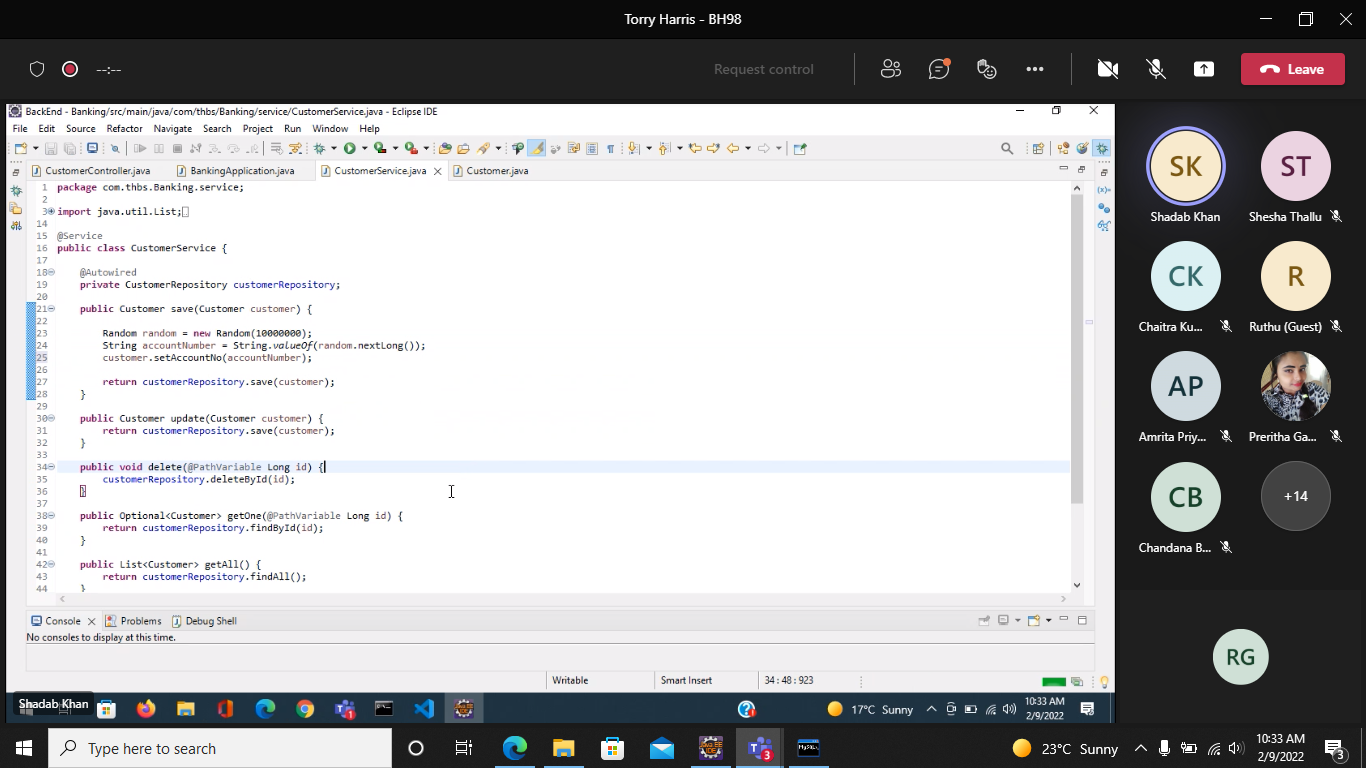 Torry Harris - BH98
--:--
Request control
Leave
BackEnd - Banking/src/main/java/com/thbs/Banking/service/CustomerService.java - Eclipse IDE
File Edit Source Refactor Navigate Search Project Run Window Help
CustomerController.java BankingApplication.java CustomerService.java Customer.java
1 package com.thbs.Banking.service;
2
3 import java.util.List;
14
15 @Service
16 public class CustomerService {
17
18 @Autowired
19 private CustomerRepository customerRepository;
20
21 public Customer save(Customer customer) {
22
23 Random random = new Random(10000000);
24 String accountNumber = String.valueOf(random.nextLong());
25 customer.setAccountNo(accountNumber);
26
27 return customerRepository.save(customer);
28 }
29
30 public Customer update(Customer customer) {
31 return customerRepository.save(customer);
32 }
33
34 public void delete(@PathVariable Long id) {
35 customerRepository.deleteById(id);
36 }
37
38 public Optional<Customer> getOne(@PathVariable Long id) {
39 return customerRepository.findById(id);
40 }
41
42 public List<Customer> getAll() {
43 return customerRepository.findAll();
44 }
Console Problems Debug Shell
No consoles to display at this time.
Writable Smart Insert 34 : 48 : 923
Shadab Khan
17°C Sunny
10:33 AM
2/9/2022
SK ST
Shadab Khan Shesha Thallu
CK R
Chaitra Ku... Ruthu (Guest)
AP
Amrita Priy... Preritha Ga...
CB +14
Chandana B...
RG
Type here to search
23°C Sunny
10:33 AM
2/9/2022
3